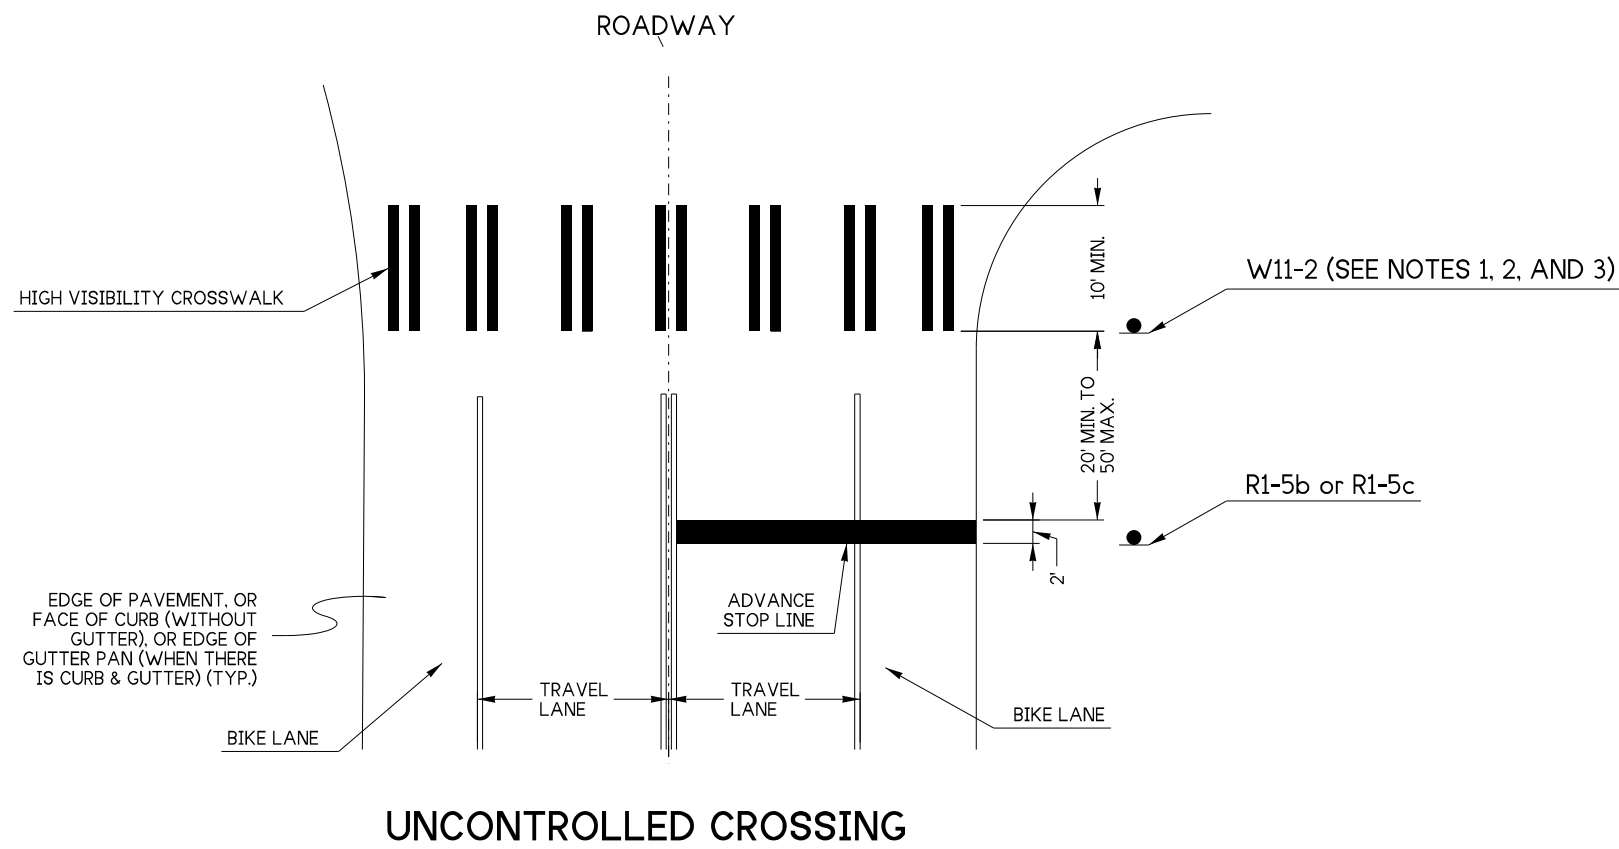 ROADWAY
HIGH VISIBILITY CROSSWALK
10' MIN.
W11-2 (SEE NOTES 1, 2, AND 3)
20' MIN. TO
50' MAX.
R1-5b or R1-5c
2'
ADVANCE
STOP LINE
EDGE OF PAVEMENT, OR
FACE OF CURB (WITHOUT
GUTTER), OR EDGE OF
GUTTER PAN (WHEN THERE
IS CURB & GUTTER) (TYP.)
TRAVEL
LANE
TRAVEL
LANE
BIKE LANE
BIKE LANE
UNCONTROLLED CROSSING